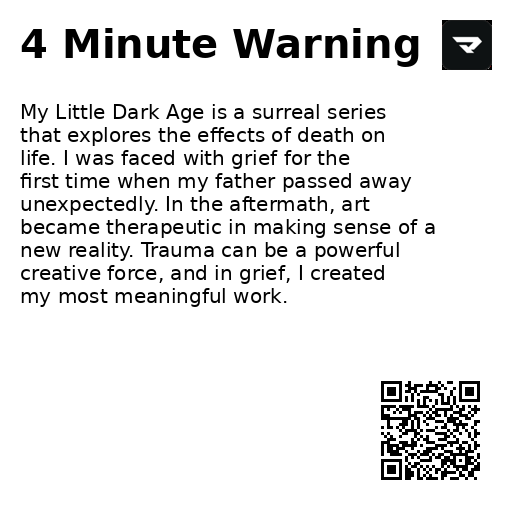 4 Minute Warning
My Little Dark Age is a surreal series
that explores the effects of death on
life. I was faced with grief for the
first time when my father passed away
unexpectedly. In the aftermath, art
became therapeutic in making sense of a
new reality. Trauma can be a powerful
creative force, and in grief, I created
my most meaningful work.